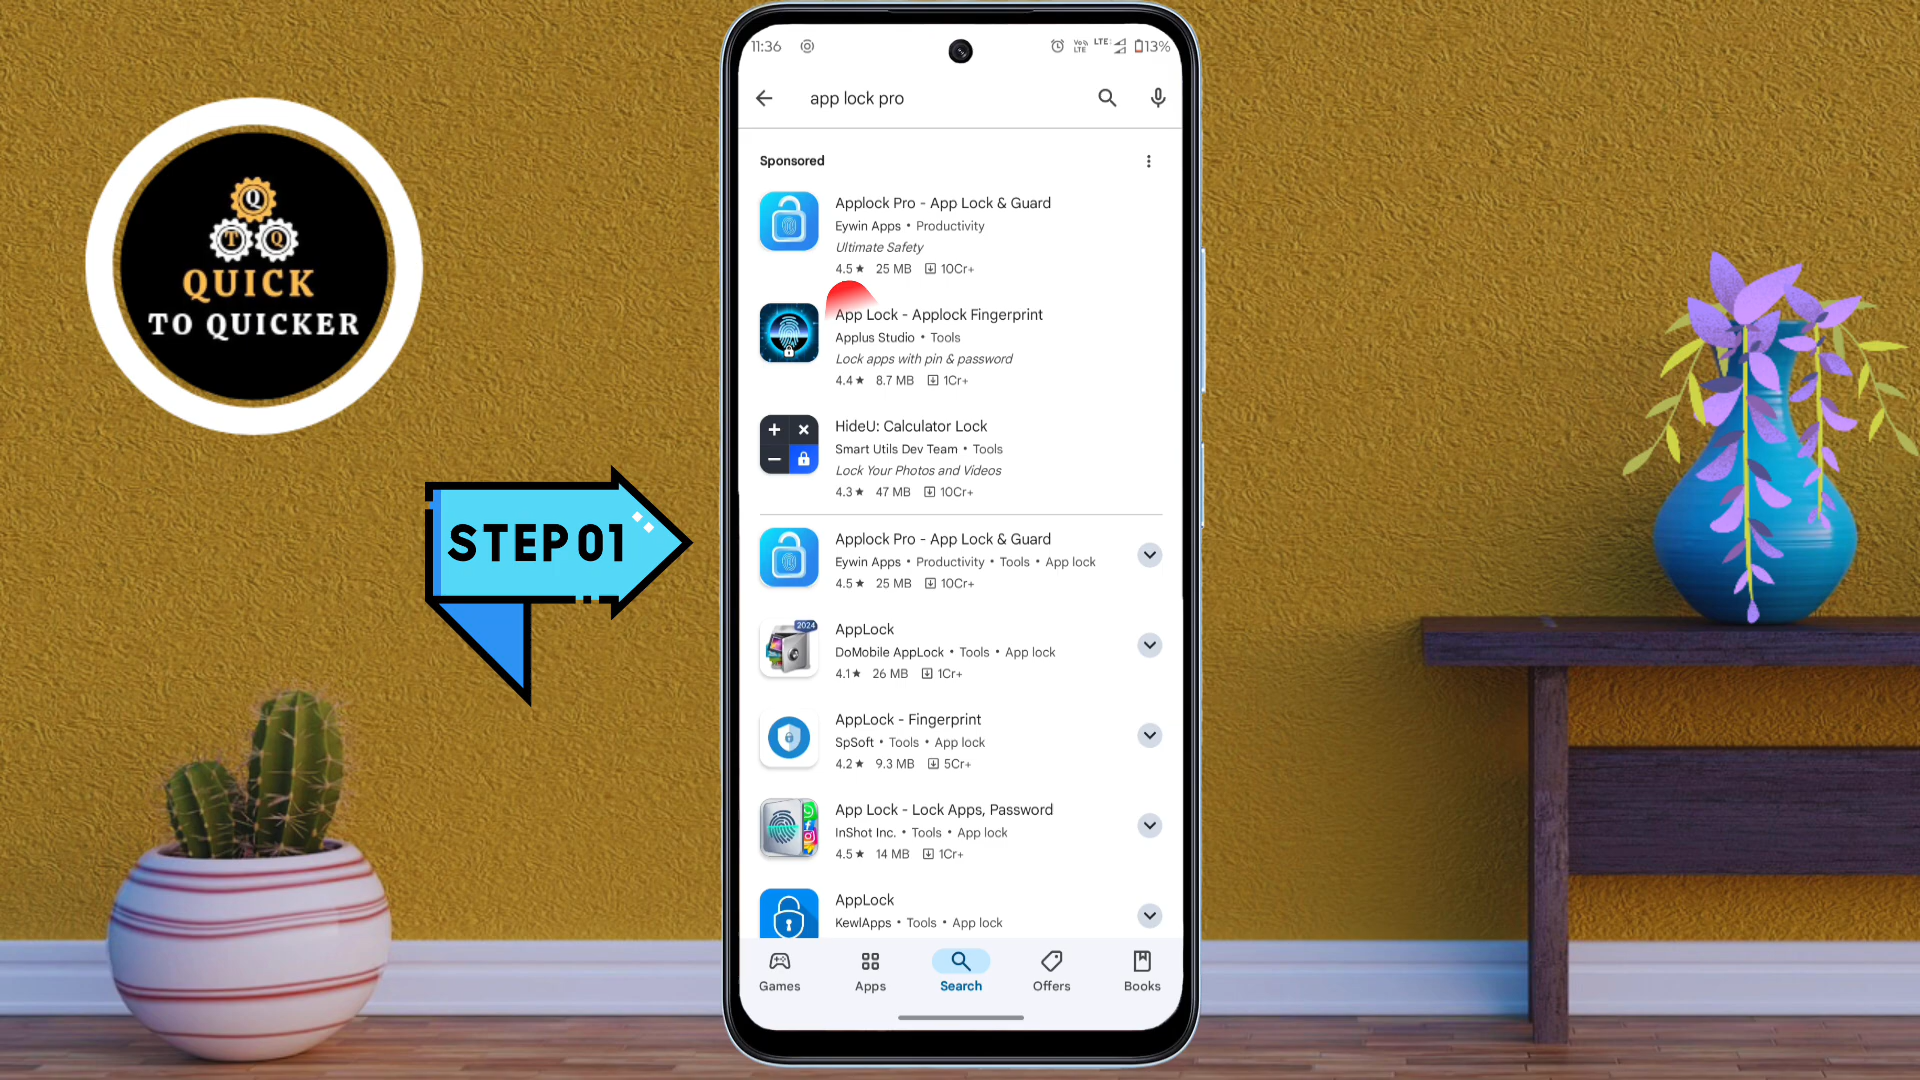 Q
T Q
QUICK
TO QUICKER
STEP 01
11:36
Vo LTE
LTE
13%
app lock pro
Sponsored
Applock Pro - App Lock & Guard
Eywin Apps • Productivity
Ultimate Safety
4.5★ 25 MB 10Cr+
App Lock - Applock Fingerprint
Applus Studio • Tools
Lock apps with pin & password
4.4★ 8.7 MB 1Cr+
HideU: Calculator Lock
Smart Utils Dev Team • Tools
Lock Your Photos and Videos
4.3★ 47 MB 10Cr+
Applock Pro - App Lock & Guard
Eywin Apps • Productivity • Tools • App lock
4.5★ 25 MB 10Cr+
2024
AppLock
DoMobile AppLock • Tools • App lock
4.1★ 26 MB 1Cr+
AppLock - Fingerprint
SpSoft • Tools • App lock
4.2★ 9.3 MB 5Cr+
App Lock - Lock Apps, Password
InShot Inc. • Tools • App lock
4.5★ 14 MB 1Cr+
AppLock
KewlApps • Tools • App lock
Games Apps Search Offers Books